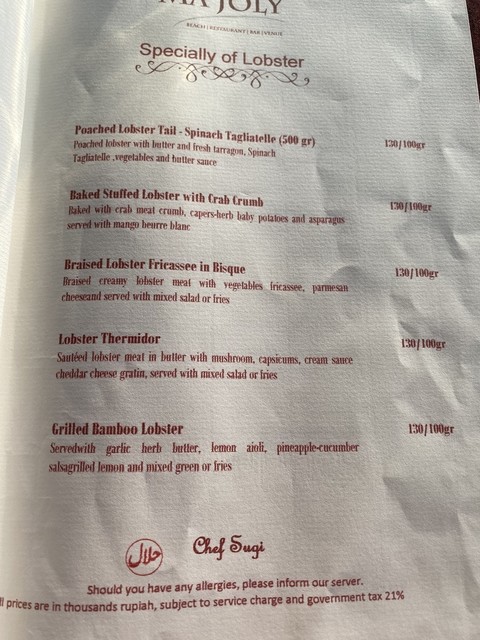 MA JOLY
BEACH | RESTAURANT | BAR | VENUE
Specially of Lobster
Poached Lobster Tail - Spinach Tagliatelle (500 gr)
130/100gr
Poached lobster with butter and fresh tarragon, Spinach
Tagliatelle ,vegetables and butter sauce
Baked Stuffed Lobster with Crab Crumb
130/100gr
Baked with crab meat crumb, capers-herb baby potatoes and asparagus
served with mango beurre blanc
Braised Lobster Fricassee in Bisque
130/100gr
Braised creamy lobster meat with vegetables fricassee, parmesan
cheeseand served with mixed salad or fries
Lobster Thermidor
130/100gr
Sautéed lobster meat in butter with mushroom, capsicums, cream sauce
cheddar cheese gratin, served with mixed salad or fries
Grilled Bamboo Lobster
130/100gr
Servedwith garlic herb butter, lemon aioli, pineapple-cucumber
salsagrilled lemon and mixed green or fries
حلال
Chef Sugi
Should you have any allergies, please inform our server.
ll prices are in thousands rupiah, subject to service charge and government tax 21%